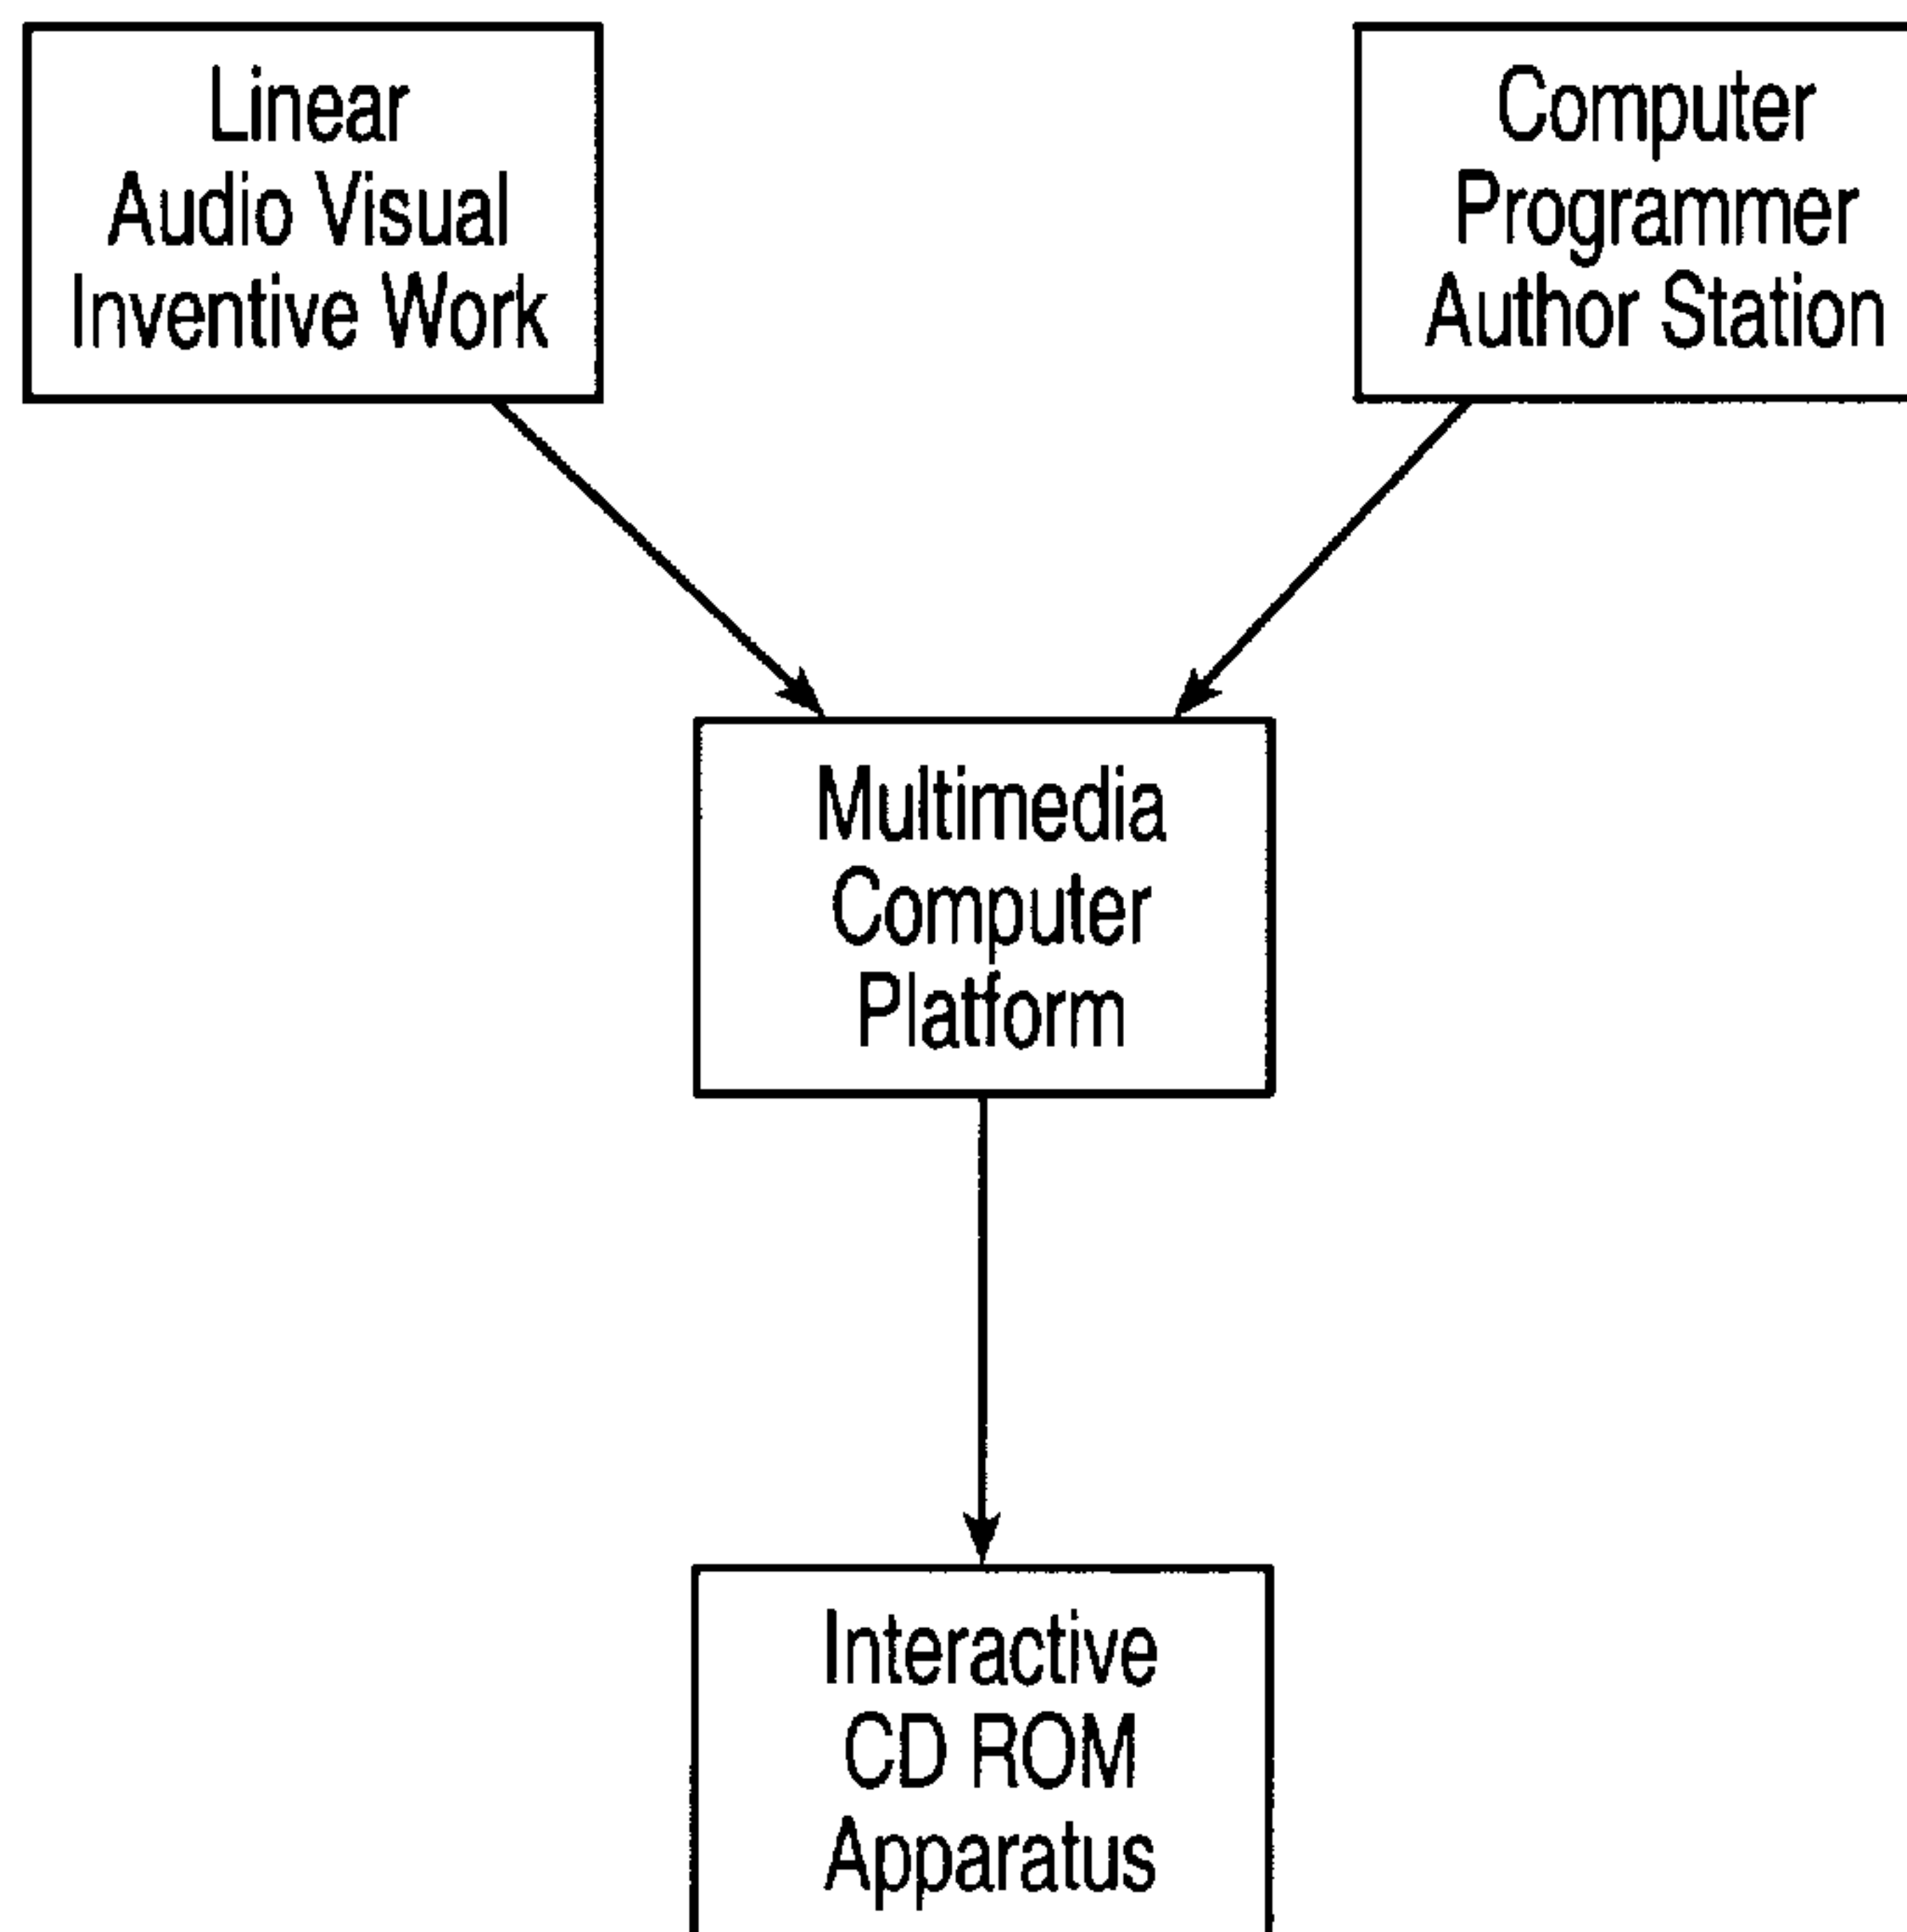 Linear
Audio Visual
Inventive Work
Computer
Programmer
Author Station
Multimedia
Computer
Platform
Interactive
CD ROM
Apparatus